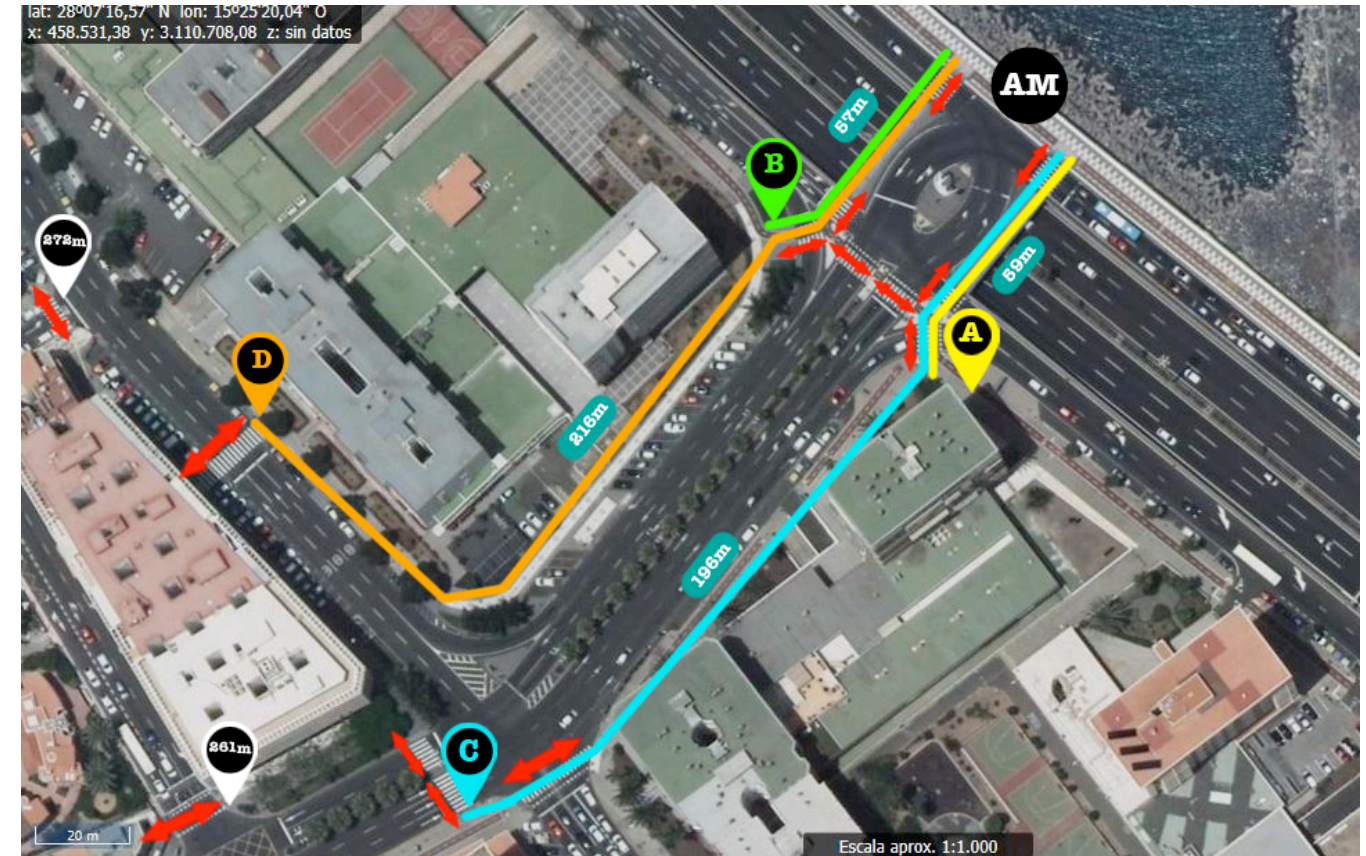 lat: 28º07'16,57" N lon: 15º25'20,04" O
x: 458.531,38 y: 3.110.708,08 z: sin datos
AM
57m
B
272m
59m
A
D
216m
196m
261m
C
20 m
Escala aprox. 1:1.000